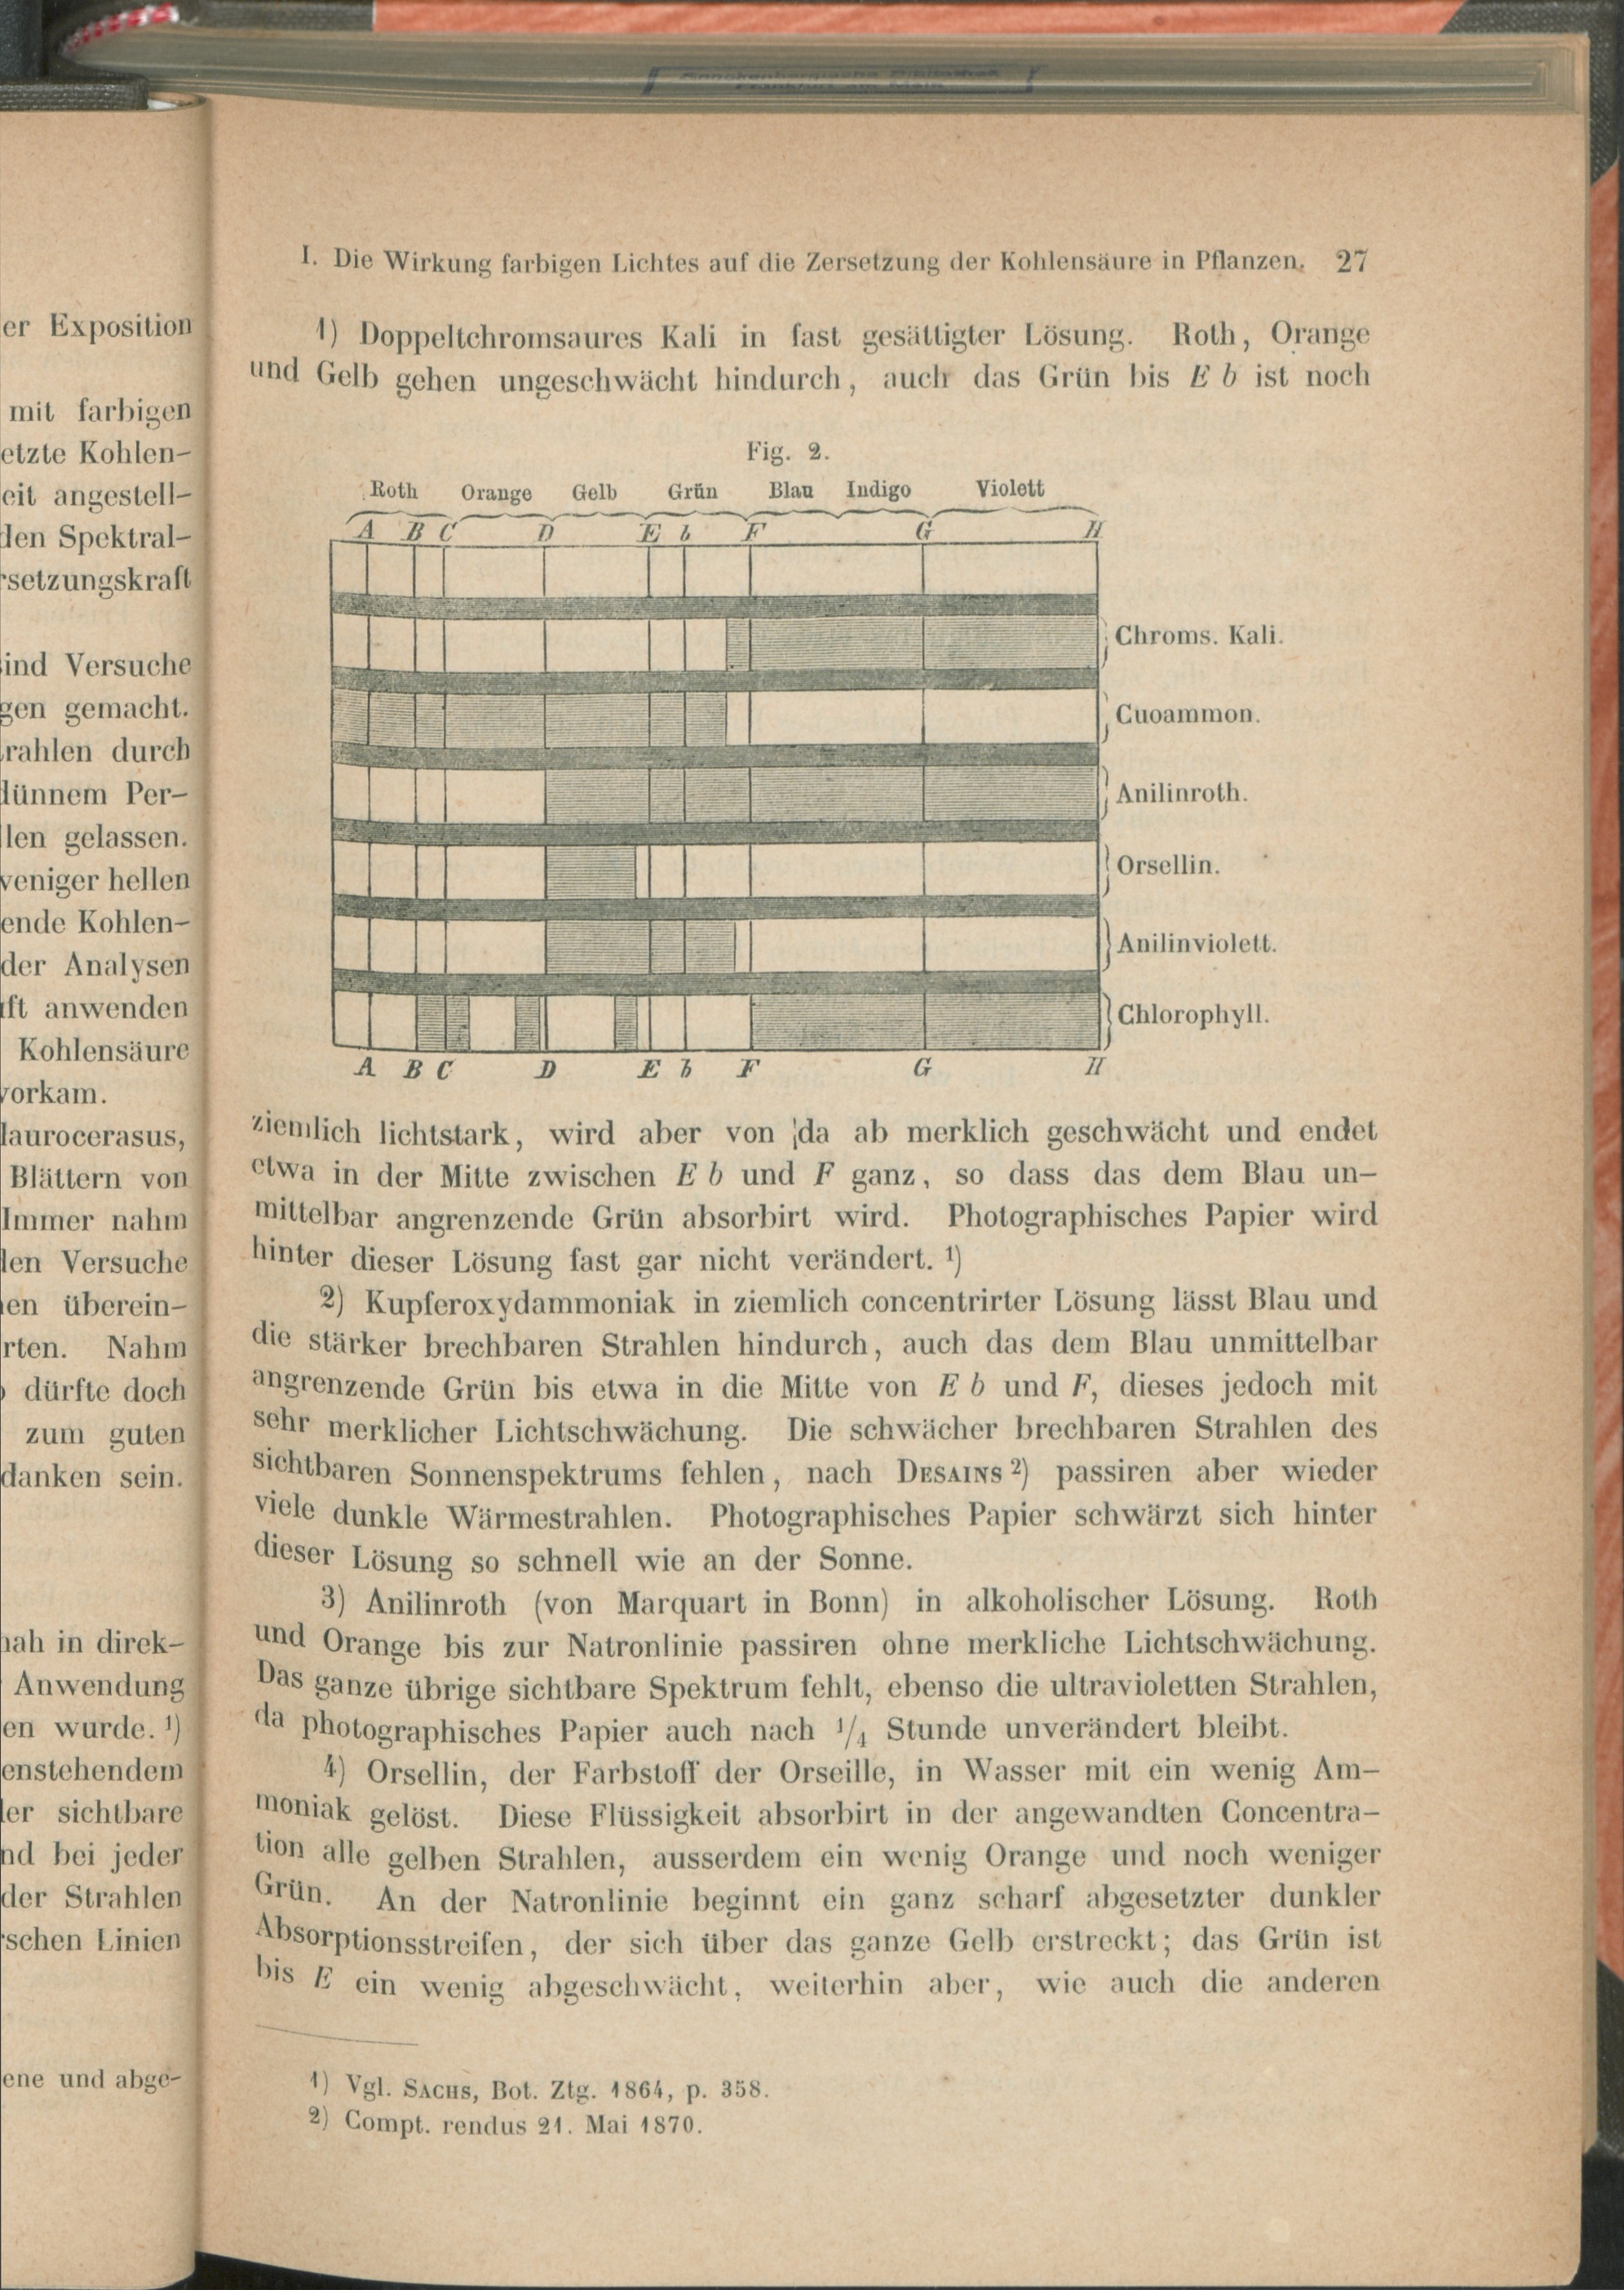 er Exposition
mit farbigen
etzte Kohlen-
eit angestell-
den Spektral-
rsetzungskraft
sind Versuche
gen gemacht.
rahlen durch
dünnem Per-
len gelassen.
weniger hellen
ende Kohlen-
der Analysen
ft anwenden
Kohlensäure
vorkam.
laurocerasus,
Blättern von
Immer nahm
len Versuche
en überein-
rten. Nahm
dürfte doch
zum guten
danken sein.
nah in direk-
Anwendung
en wurde. 1)
enstehendem
er sichtbare
nd bei jeder
der Strahlen
schen Linien
ene und abge-
I. Die Wirkung farbigen Lichtes auf die Zersetzung der Kohlensäure in Pflanzen. 27
1) Doppeltchromsaures Kali in fast gesättigter Lösung. Roth, Orange
und Gelb gehen ungeschwächt hindurch, auch das Grün bis E b ist noch
Fig. 2.
Roth Orange Gelb Grün Blau Indigo Violett
A B C D E b F G H
Chroms. Kali.
Cuoammon.
Anilinroth.
Orsellin.
Anilinviolett.
Chlorophyll.
A B C D E b F G H
ziemlich lichtstark, wird aber von da ab merklich geschwächt und endet
etwa in der Mitte zwischen E b und F ganz, so dass das dem Blau un-
mittelbar angrenzende Grün absorbirt wird. Photographisches Papier wird
hinter dieser Lösung fast gar nicht verändert. 1)
2) Kupferoxydammoniak in ziemlich concentrirter Lösung lässt Blau und
die stärker brechbaren Strahlen hindurch, auch das dem Blau unmittelbar
angrenzende Grün bis etwa in die Mitte von E b und F, dieses jedoch mit
sehr merklicher Lichtschwächung. Die schwächer brechbaren Strahlen des
sichtbaren Sonnenspektrums fehlen, nach DESAINS 2) passiren aber wieder
viele dunkle Wärmestrahlen. Photographisches Papier schwärzt sich hinter
dieser Lösung so schnell wie an der Sonne.
3) Anilinroth (von Marquart in Bonn) in alkoholischer Lösung. Roth
und Orange bis zur Natronlinie passiren ohne merkliche Lichtschwächung.
Das ganze übrige sichtbare Spektrum fehlt, ebenso die ultravioletten Strahlen,
da photographisches Papier auch nach 1/4 Stunde unverändert bleibt.
4) Orsellin, der Farbstoff der Orseille, in Wasser mit ein wenig Am-
moniak gelöst. Diese Flüssigkeit absorbirt in der angewandten Concentra-
tion alle gelben Strahlen, ausserdem ein wenig Orange und noch weniger
Grün. An der Natronlinie beginnt ein ganz scharf abgesetzter dunkler
Absorptionsstreifen, der sich über das ganze Gelb erstreckt; das Grün ist
bis E ein wenig abgeschwächt, weiterhin aber, wie auch die anderen
1) Vgl. SACHS, Bot. Ztg. 1864, p. 358.
2) Compt. rendus 21. Mai 1870.